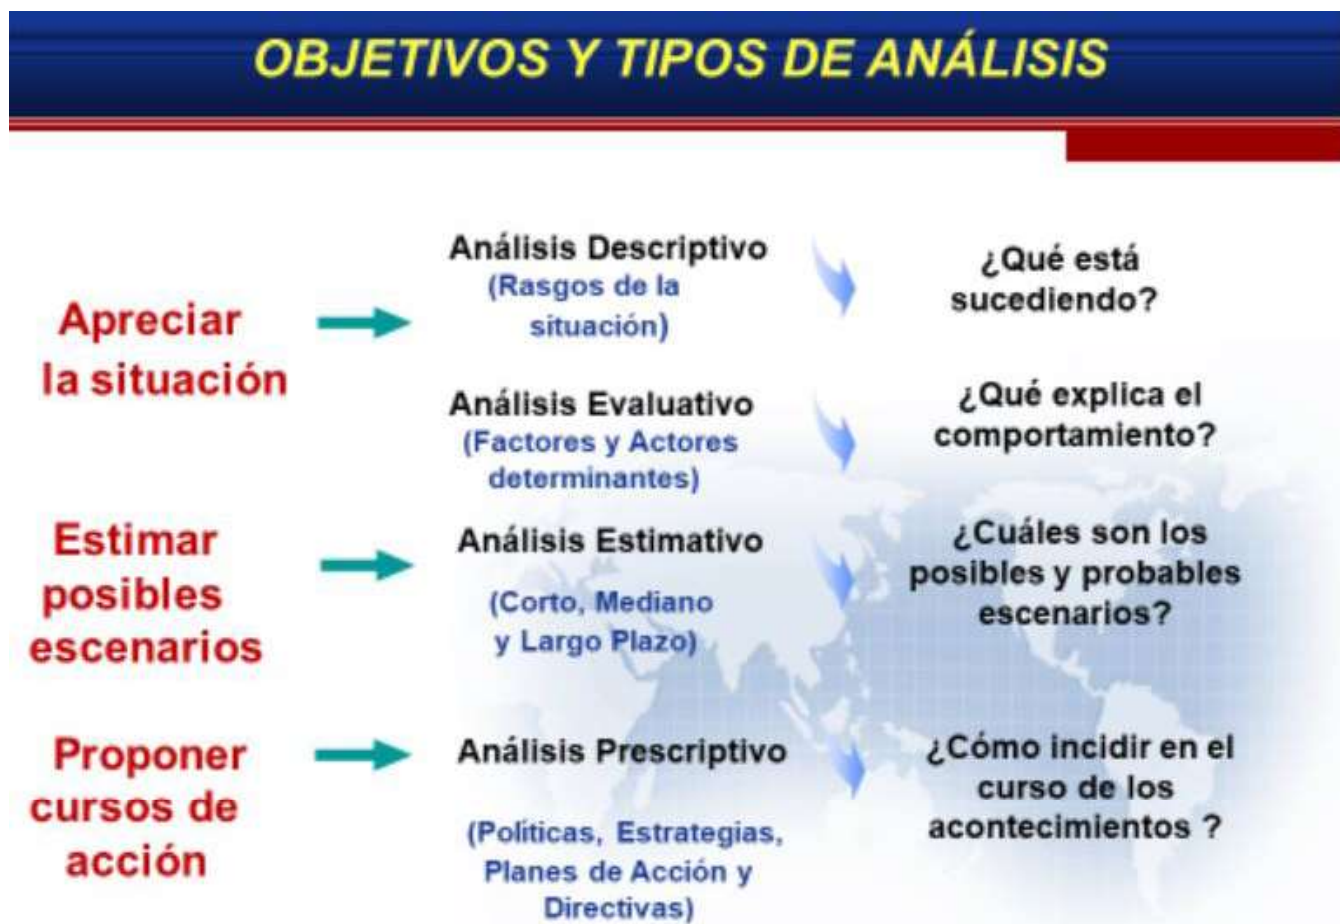 OBJETIVOS Y TIPOS DE ANÁLISIS
Apreciar
la situación
Análisis Descriptivo
(Rasgos de la
situación)
¿Qué está
sucediendo?
Análisis Evaluativo
(Factores y Actores
determinantes)
¿Qué explica el
comportamiento?
Estimar
posibles
escenarios
Análisis Estimativo
(Corto, Mediano
y Largo Plazo)
¿Cuáles son los
posibles y probables
escenarios?
Proponer
cursos de
acción
Análisis Prescriptivo
(Políticas, Estrategias,
Planes de Acción y
Directivas)
¿Cómo incidir en el
curso de los
acontecimientos ?